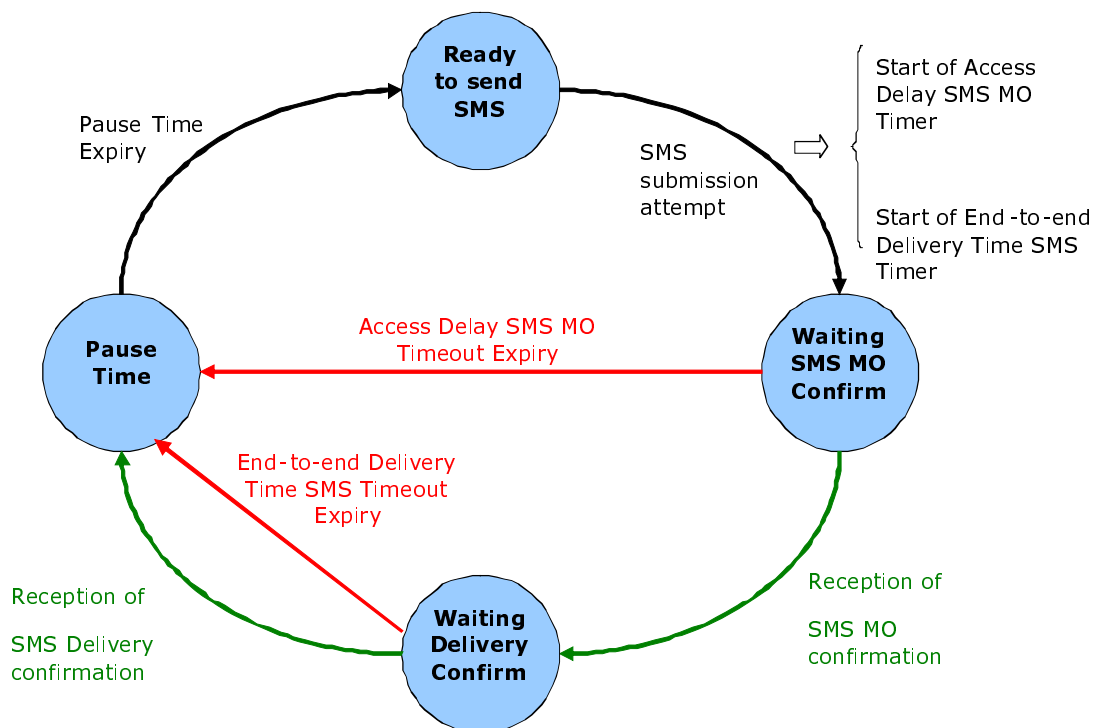 Ready
to send
SMS
Pause Time
Expiry
SMS
submission
attempt
Start of Access
Delay SMS MO
Timer
Start of End-to-end
Delivery Time SMS
Timer
Pause
Time
Access Delay SMS MO
Timeout Expiry
Waiting
SMS MO
Confirm
End-to-end Delivery
Time SMS Timeout
Expiry
Reception of
SMS Delivery
confirmation
Waiting
Delivery
Confirm
Reception of
SMS MO
confirmation